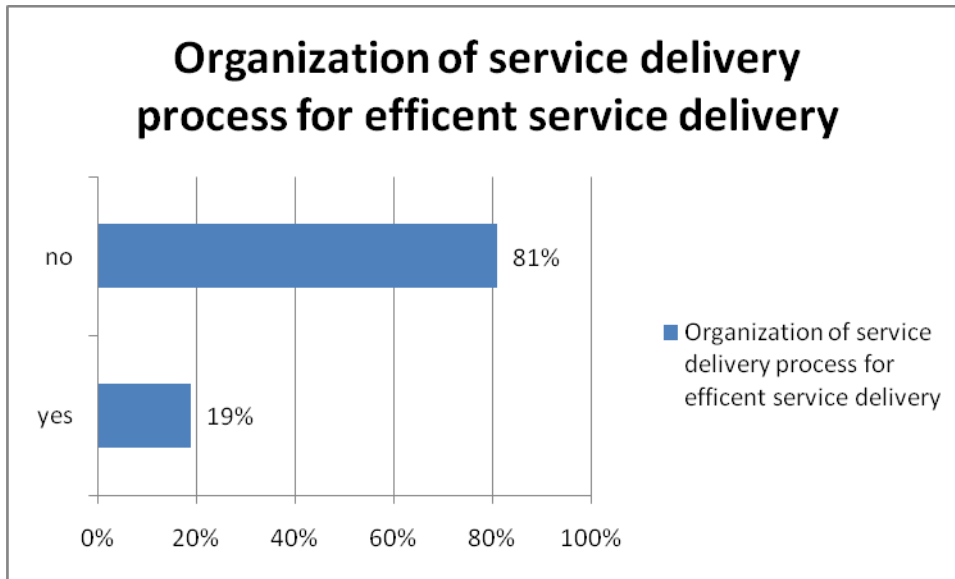 Organization of service delivery
process for efficent service delivery
no
81%
yes
19%
0%
20%
40%
60%
80%
100%
Organization of service
delivery process for
efficent service delivery